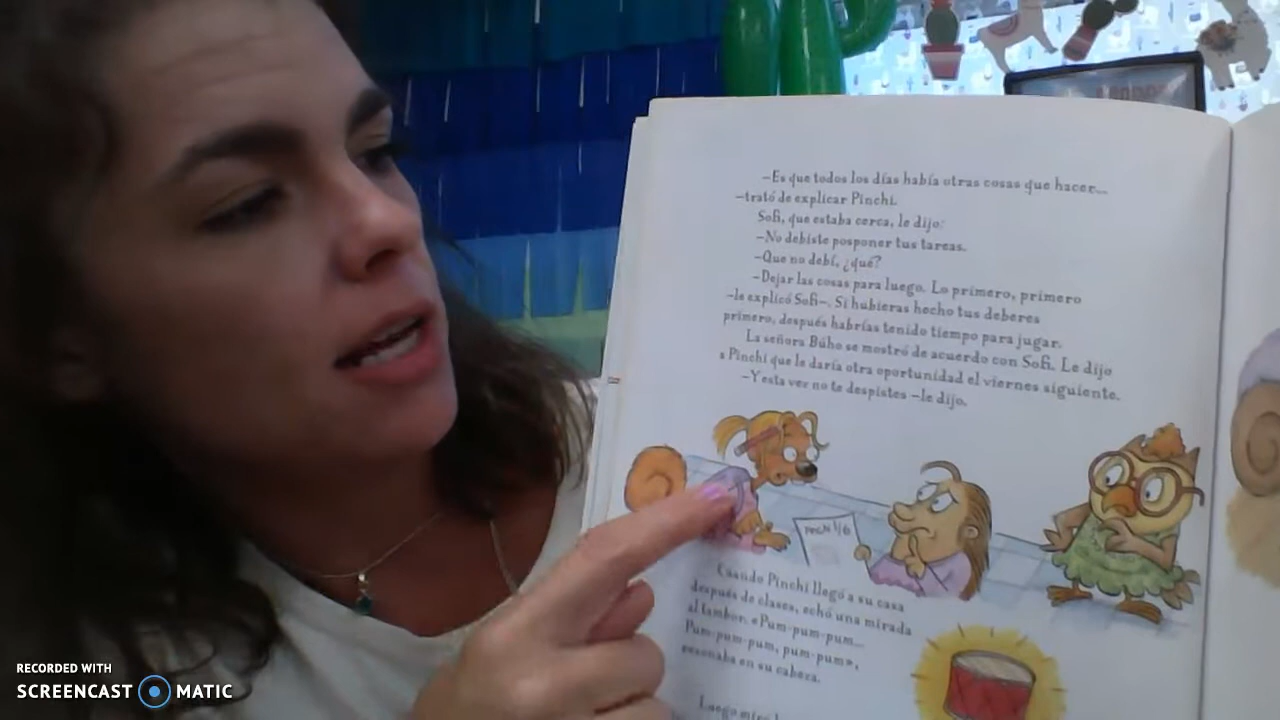 –Es que todos los días había otras cosas que hacer...
–trató de explicar Pinchi.
Sofi, que estaba cerca, le dijo:
–No debiste posponer tus tareas.
–Que no debí, ¿qué?
–Dejar las cosas para luego. Lo primero, primero
–le explicó Sofi–. Si hubieras hecho tus deberes
primero, después habrías tenido tiempo para jugar.
La señora Búho se mostró de acuerdo con Sofi. Le dijo
a Pinchi que le daría otra oportunidad el viernes siguiente.
–Y esta vez no te despistes –le dijo.
Cuando Pinchi llegó a su casa
después de clases, echó una mirada
al tambor. «Pum-pum-pum...
Pum-pum-pum, pum-pum»,
resonaba en su cabeza.
Luego
RECORDED WITH
SCREENCAST MATIC